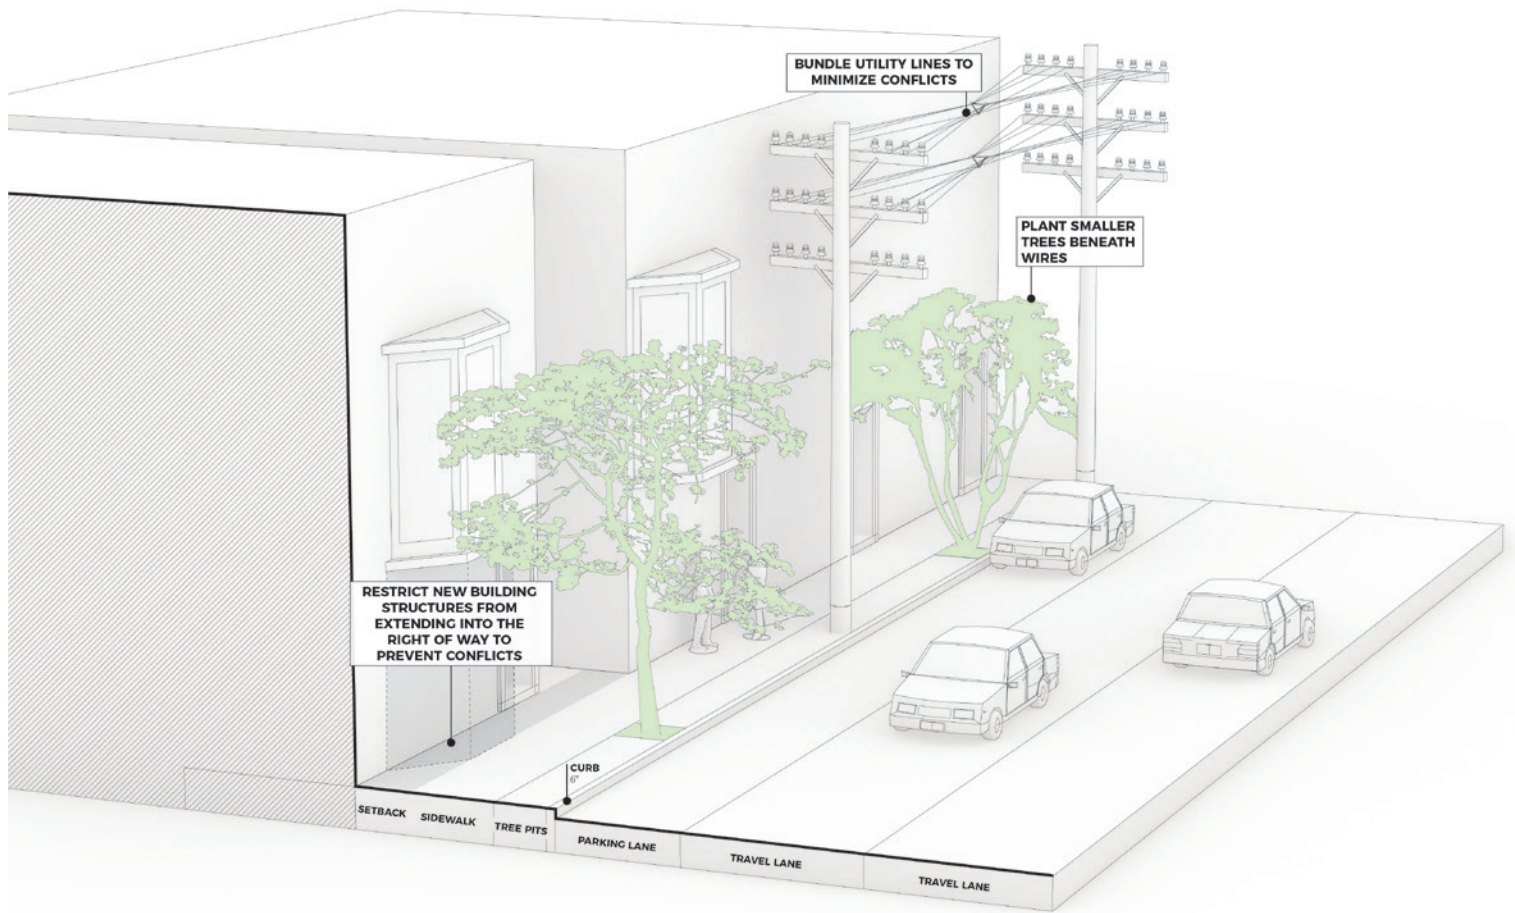 BUNDLE UTILITY LINES TO
MINIMIZE CONFLICTS
PLANT SMALLER
TREES BENEATH
WIRES
RESTRICT NEW BUILDING
STRUCTURES FROM
EXTENDING INTO THE
RIGHT OF WAY TO
PREVENT CONFLICTS
CURB
6"
SETBACK
SIDEWALK
TREE PITS
PARKING LANE
TRAVEL LANE
TRAVEL LANE